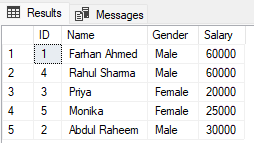 Results Messages
ID Name Gender Salary
1 1 Farhan Ahmed Male 60000
2 4 Rahul Sharma Male 60000
3 3 Priya Female 20000
4 5 Monika Female 25000
5 2 Abdul Raheem Male 30000